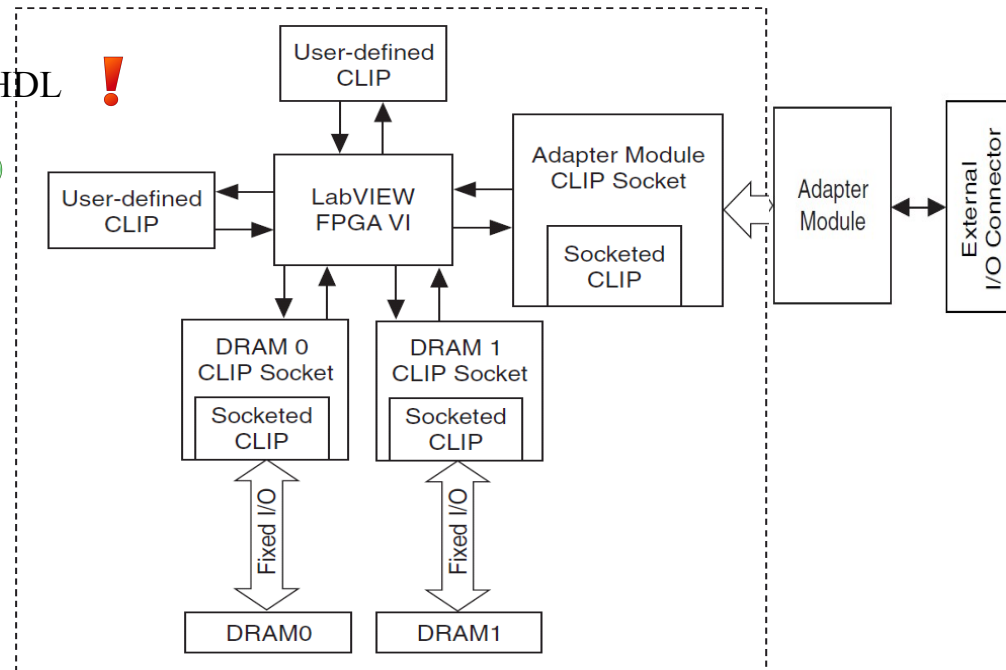 User-defined
CLIP
HDL
User-defined
CLIP
LabVIEW
FPGA VI
Adapter Module
CLIP Socket
Socketed
CLIP
Adapter
Module
External
I/O Connector
DRAM 0
CLIP Socket
Socketed
CLIP
DRAM 1
CLIP Socket
Socketed
CLIP
Fixed I/O
Fixed I/O
DRAM0
DRAM1